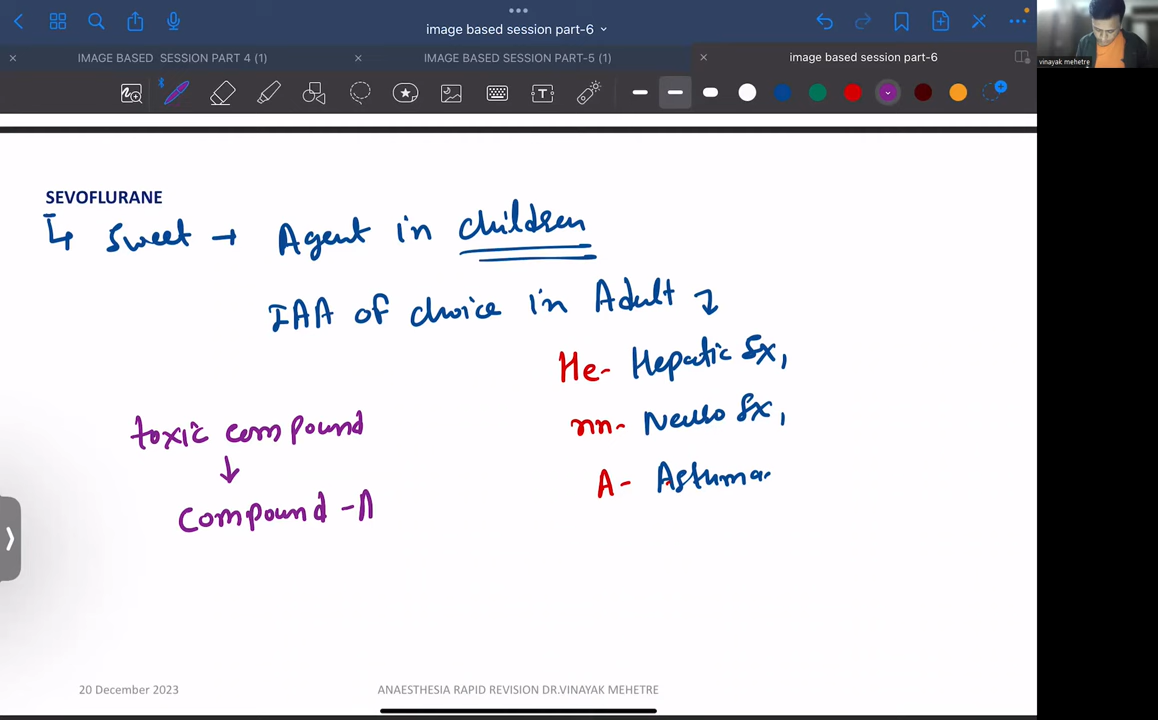 image based session part-6
IMAGE BASED SESSION PART 4 (1)
IMAGE BASED SESSION PART-5 (1)
image based session part-6
vinayak mehetre
SEVOFLURANE
↳ Sweet → Agent in children
IAA of choice in Adult ↴
He- Hepatic Sx,
nn- Neuro Sx,
A- Asthma
toxic compound
↓
Compound -A
20 December 2023
ANAESTHESIA RAPID REVISION DR.VINAYAK MEHETRE